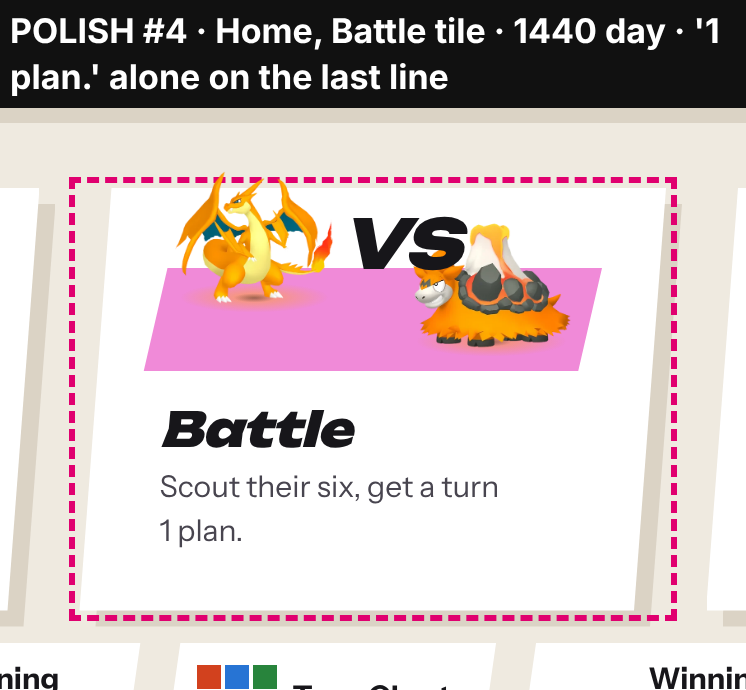 POLISH #4 · Home, Battle tile · 1440 day · '1
plan.' alone on the last line
VS
Battle
Scout their six, get a turn
1 plan.